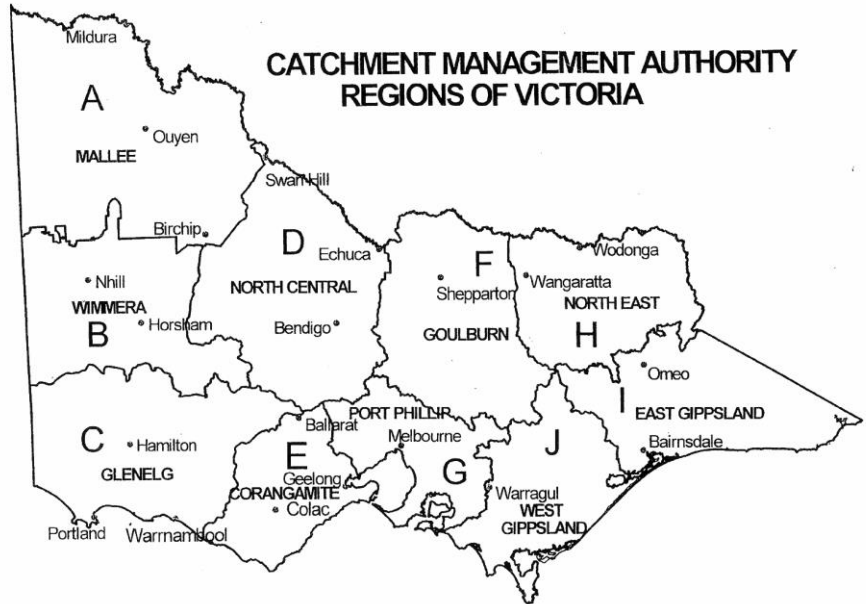 CATCHMENT MANAGEMENT AUTHORITY
REGIONS OF VICTORIA
Mildura
A
Ouyen
MALLEE
Swan Hill
Birchip
D
Echuca
F
Wodonga
Nhill
NORTH CENTRAL
Shepparton
Wangaratta
WIMMERA
NORTH EAST
Horsham
Bendigo
GOULBURN
B
H
Omeo
PORT PHILLIP
I
EAST GIPPSLAND
Ballarat
C
Hamilton
Melbourne
J
Bairnsdale
E
GLENELG
Geelong
G
CORANGAMITE
Warragul
Colac
WEST
GIPPSLAND
Portland
Warrnambool